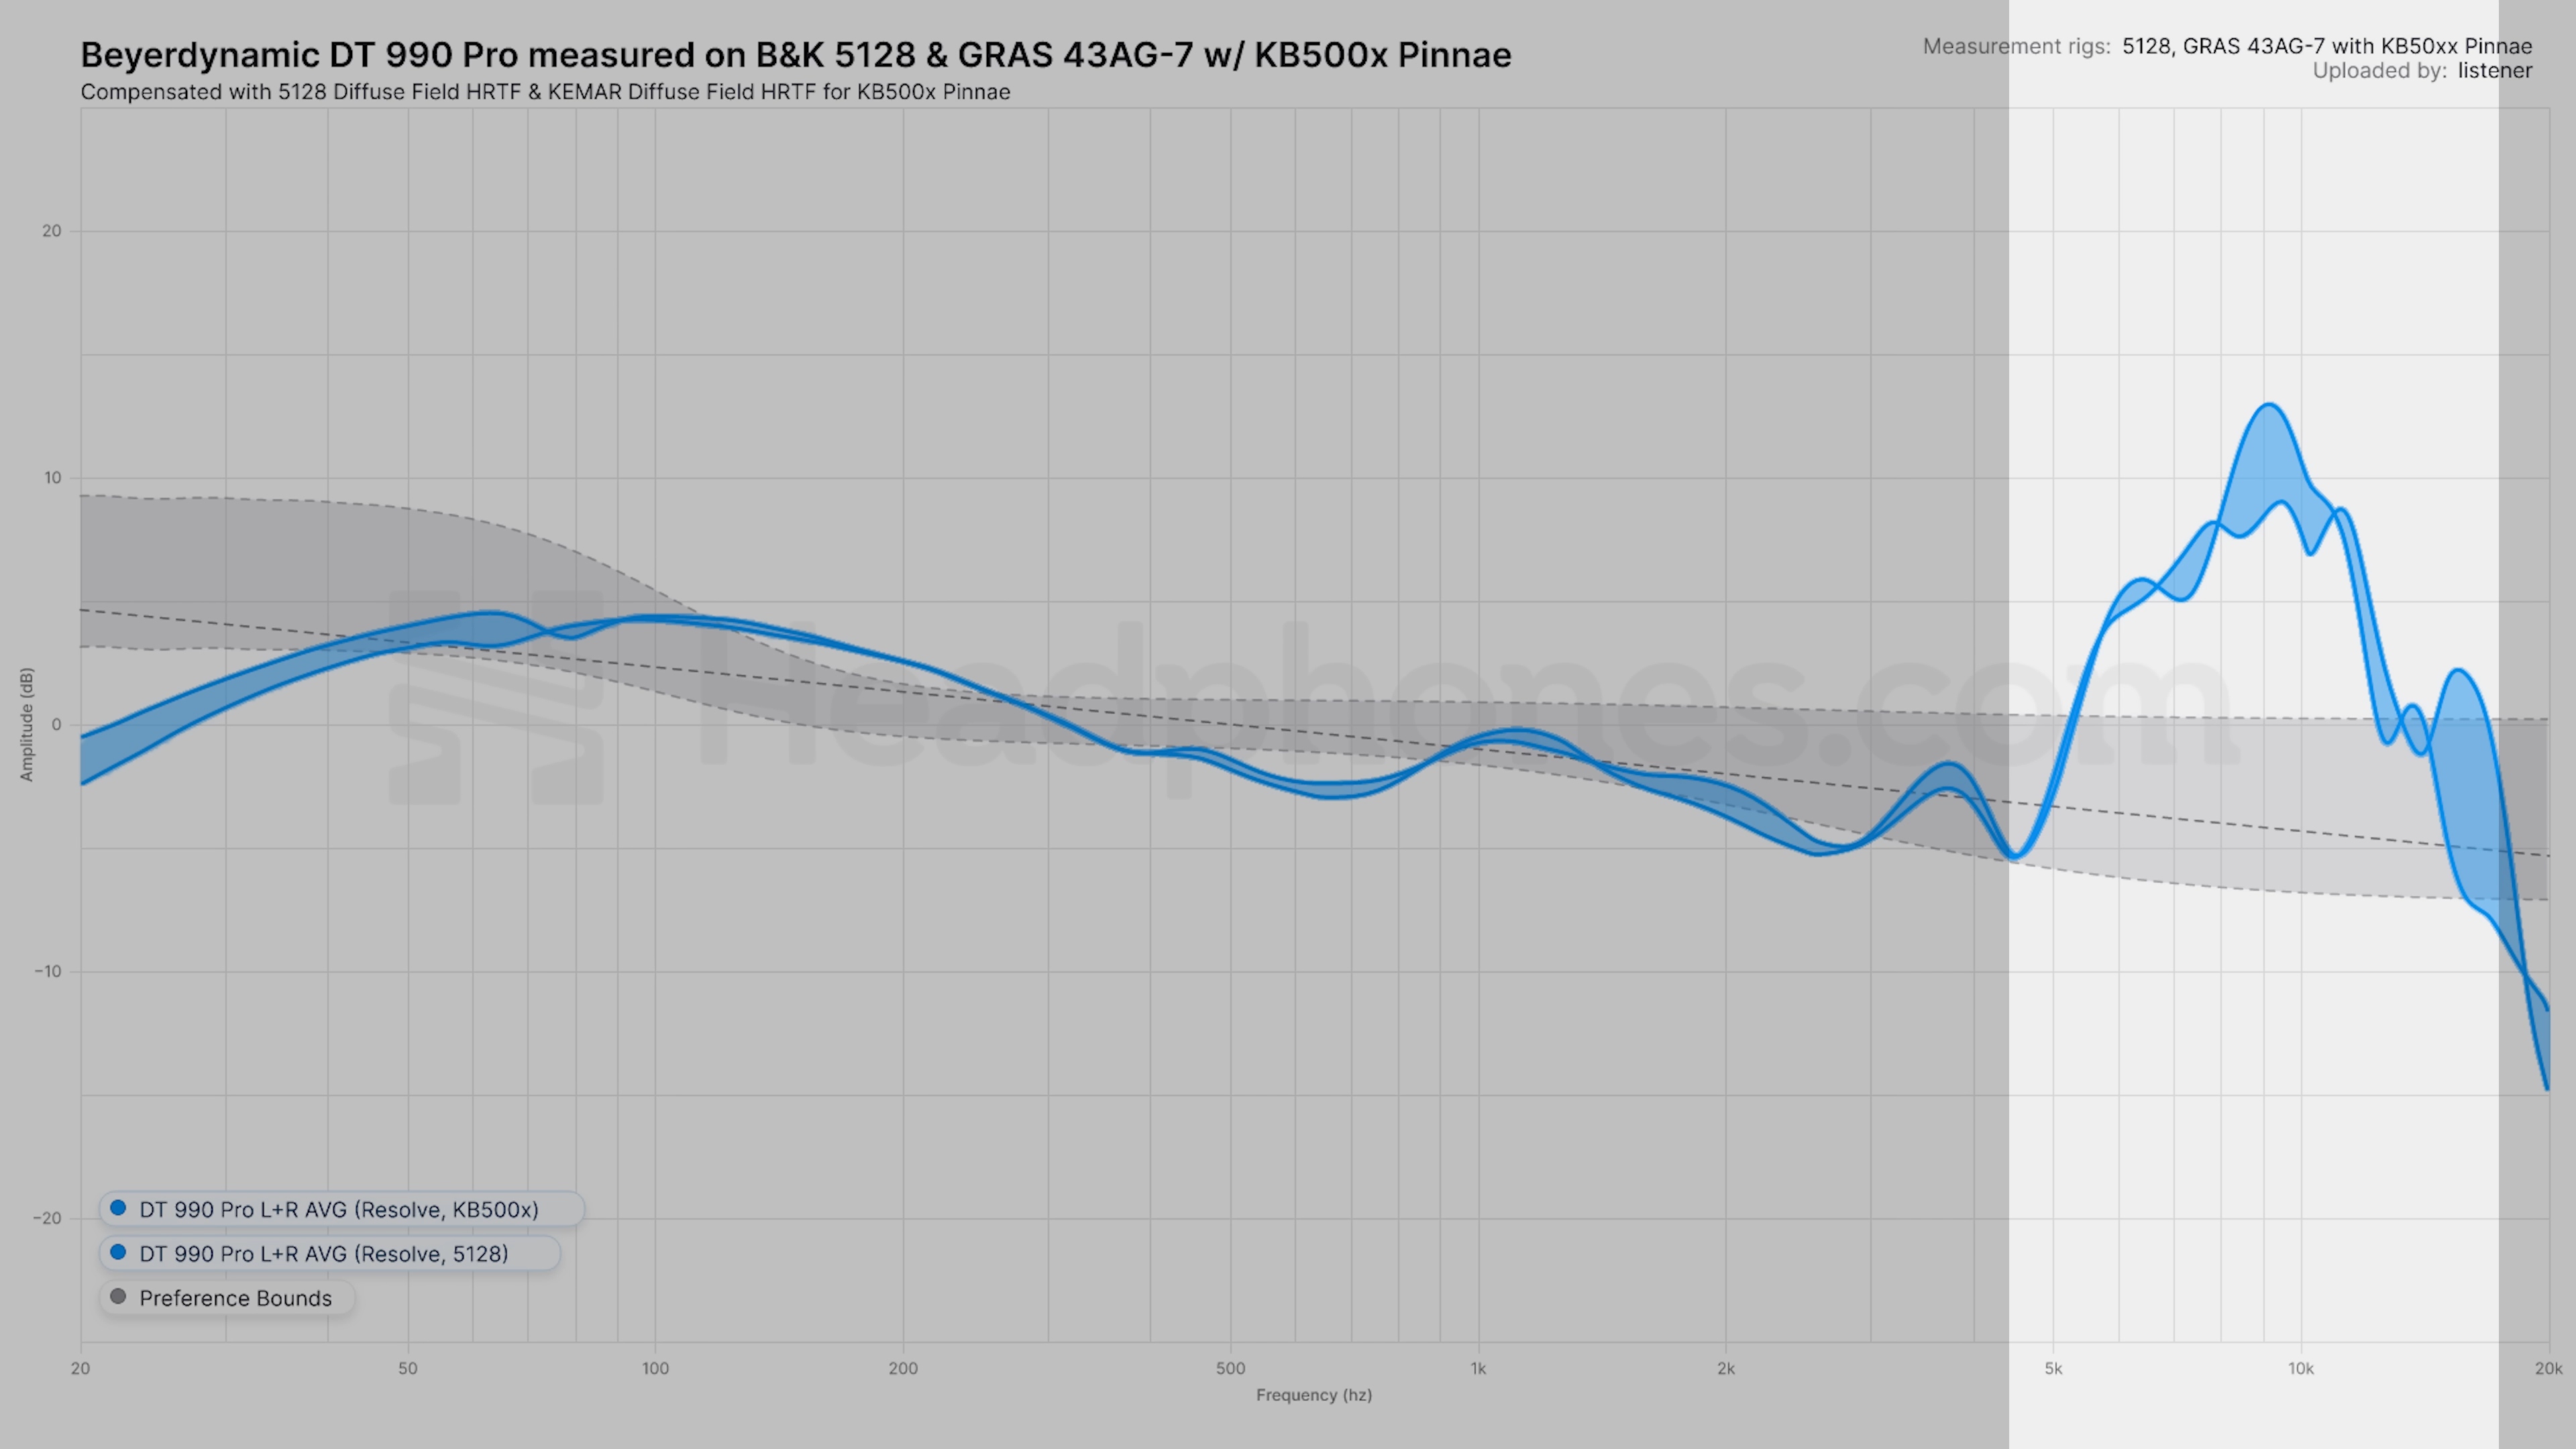 Beyerdynamic DT 990 Pro measured on B&K 5128 & GRAS 43AG-7 w/ KB500x Pinnae
Compensated with 5128 Diffuse Field HRTF & KEMAR Diffuse Field HRTF for KB500x Pinnae
Measurement rigs: 5128, GRAS 43AG-7 with KB50xx Pinnae
Uploaded by: listener
20
10
0
−10
−20
Amplitude (dB)
Headphones.com
DT 990 Pro L+R AVG (Resolve, KB500x)
DT 990 Pro L+R AVG (Resolve, 5128)
Preference Bounds
20 50 100 200 500 1k 2k 5k 10k 20k
Frequency (hz)